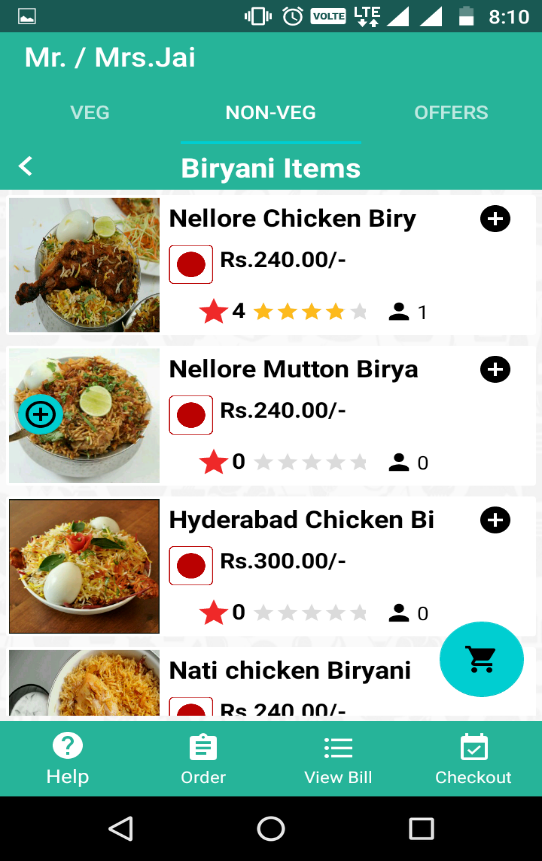 VOLTE LTE 8:10
Mr. / Mrs.Jai
VEG NON-VEG OFFERS
Biryani Items
Nellore Chicken Biry
Rs.240.00/-
4 1
Nellore Mutton Birya
Rs.240.00/-
0 0
Hyderabad Chicken Bi
Rs.300.00/-
0 0
Nati chicken Biryani
Rs.240.00/-
Help Order View Bill Checkout